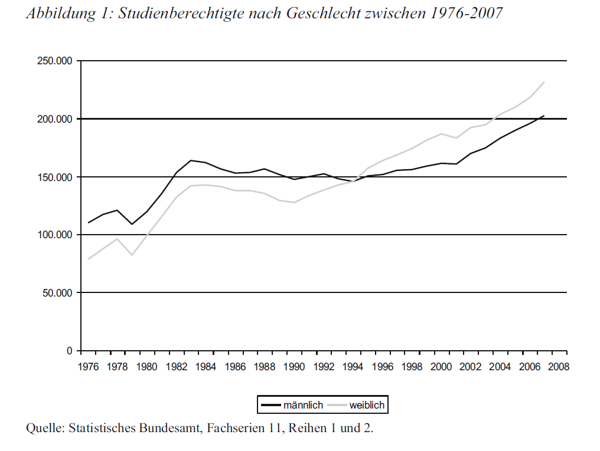 Abbildung 1: Studienberechtigte nach Geschlecht zwischen 1976-2007
250.000
200.000
150.000
100.000
50.000
0
1976 1978 1980 1982 1984 1986 1988 1990 1992 1994 1996 1998 2000 2002 2004 2006 2008
männlich weiblich
Quelle: Statistisches Bundesamt, Fachserien 11, Reihen 1 und 2.